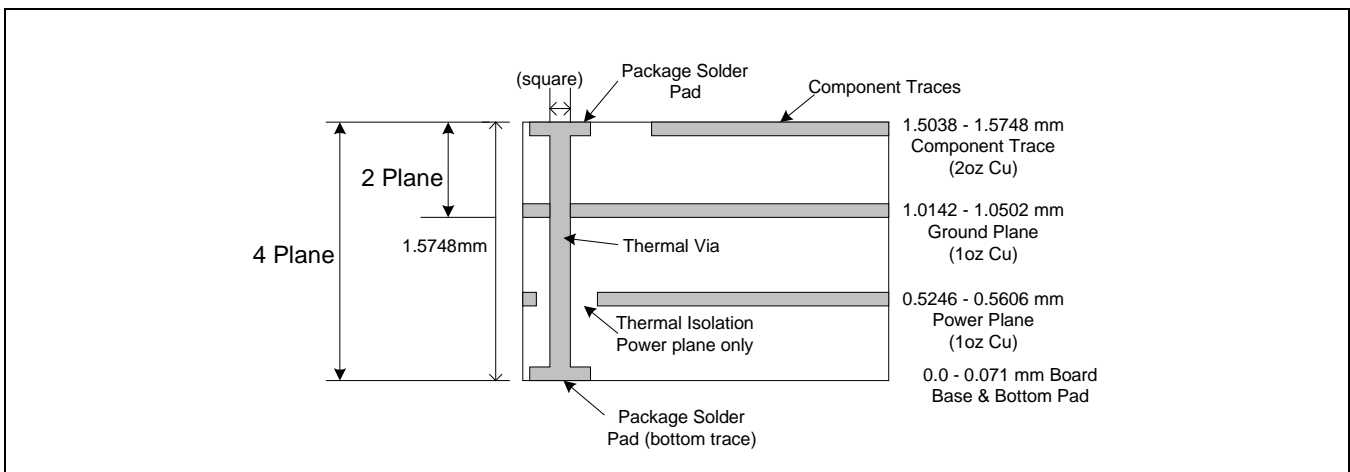 (square)
Package Solder
Pad
Component Traces
1.5038 - 1.5748 mm
Component Trace
(2oz Cu)
2 Plane
1.0142 - 1.0502 mm
Ground Plane
(1oz Cu)
4 Plane
1.5748mm
Thermal Via
0.5246 - 0.5606 mm
Power Plane
(1oz Cu)
Thermal Isolation
Power plane only
0.0 - 0.071 mm Board
Base & Bottom Pad
Package Solder
Pad (bottom trace)